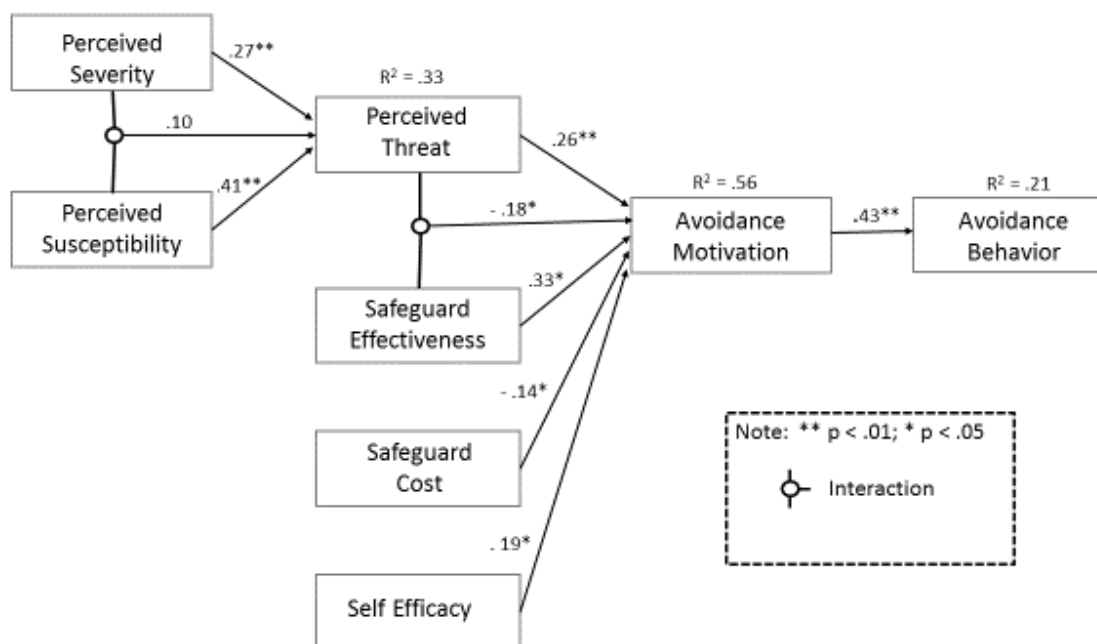 Perceived
Severity
.27**
R² = .33
.10
Perceived
Threat
.26**
.41**
Perceived
Susceptibility
- .18*
R² = .56
Avoidance
Motivation
.43**
R² = .21
Avoidance
Behavior
.33*
Safeguard
Effectiveness
- .14*
Safeguard
Cost
. 19*
Self Efficacy
Note: ** p < .01; * p < .05
Interaction